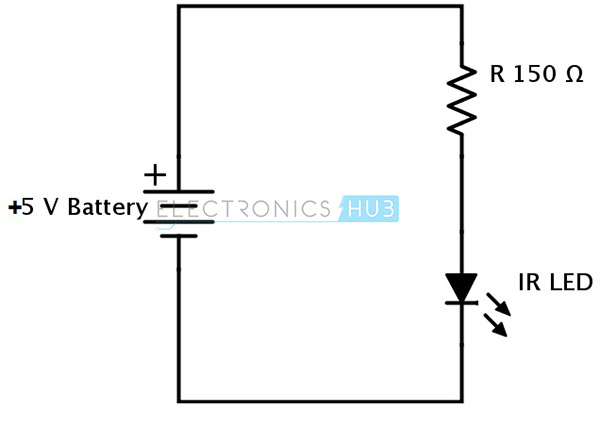 R 150 Ω
+
+5 V Battery
ELECTRONICS HUB
IR LED